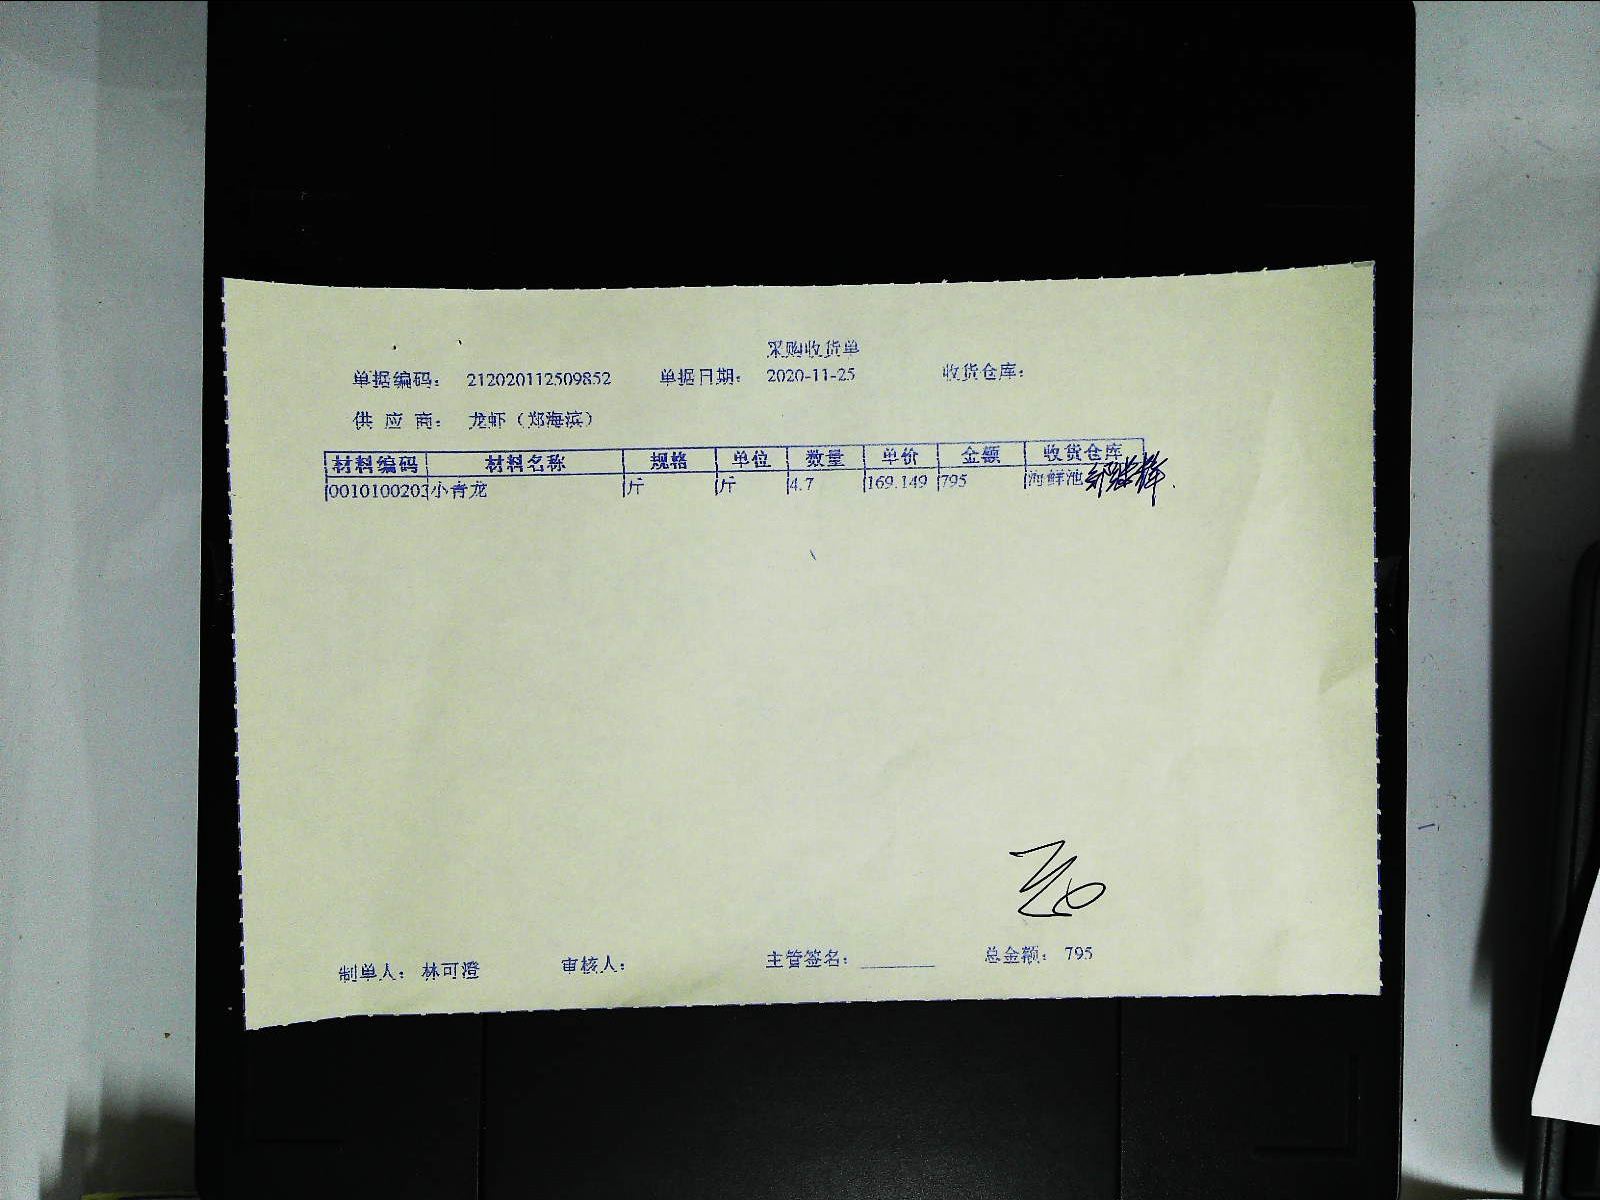 采购收货单
单据编码： 212020112509852 单据日期： 2020-11-25 收货仓库：
供 应 商： 龙虾（郑海滨）
材料编码 材料名称 规格 单位 数量 单价 金额 收货仓库
0010100203 小青龙 斤 斤 4.7 169.149 795 海鲜池
制单人： 林可澄 审核人： 主管签名： 总金额： 795